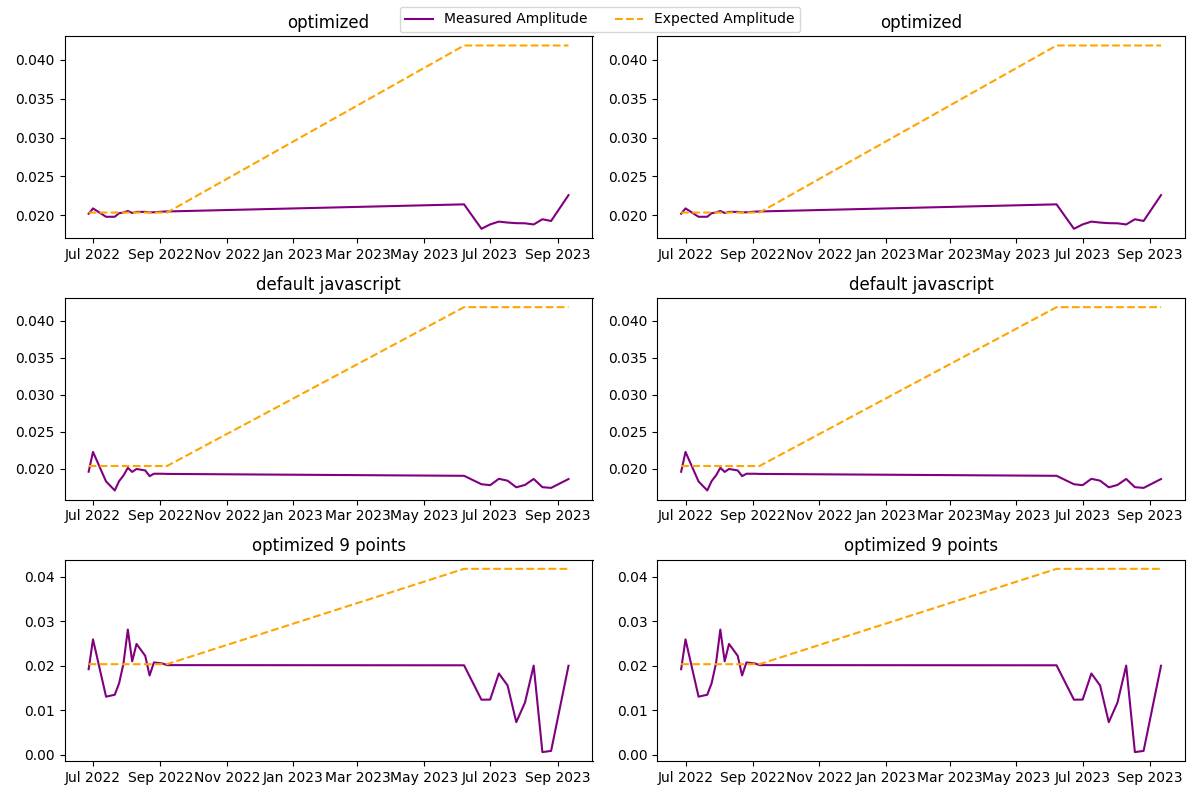 Measured Amplitude Expected Amplitude
optimized optimized
0.040 0.040
0.035 0.035
0.030 0.030
0.025 0.025
0.020 0.020
Jul 2022 Sep 2022 Nov 2022 Jan 2023 Mar 2023 May 2023 Jul 2023 Sep 2023 Jul 2022 Sep 2022 Nov 2022 Jan 2023 Mar 2023 May 2023 Jul 2023 Sep 2023
default javascript default javascript
0.040 0.040
0.035 0.035
0.030 0.030
0.025 0.025
0.020 0.020
Jul 2022 Sep 2022 Nov 2022 Jan 2023 Mar 2023 May 2023 Jul 2023 Sep 2023 Jul 2022 Sep 2022 Nov 2022 Jan 2023 Mar 2023 May 2023 Jul 2023 Sep 2023
optimized 9 points optimized 9 points
0.04 0.04
0.03 0.03
0.02 0.02
0.01 0.01
0.00 0.00
Jul 2022 Sep 2022 Nov 2022 Jan 2023 Mar 2023 May 2023 Jul 2023 Sep 2023 Jul 2022 Sep 2022 Nov 2022 Jan 2023 Mar 2023 May 2023 Jul 2023 Sep 2023